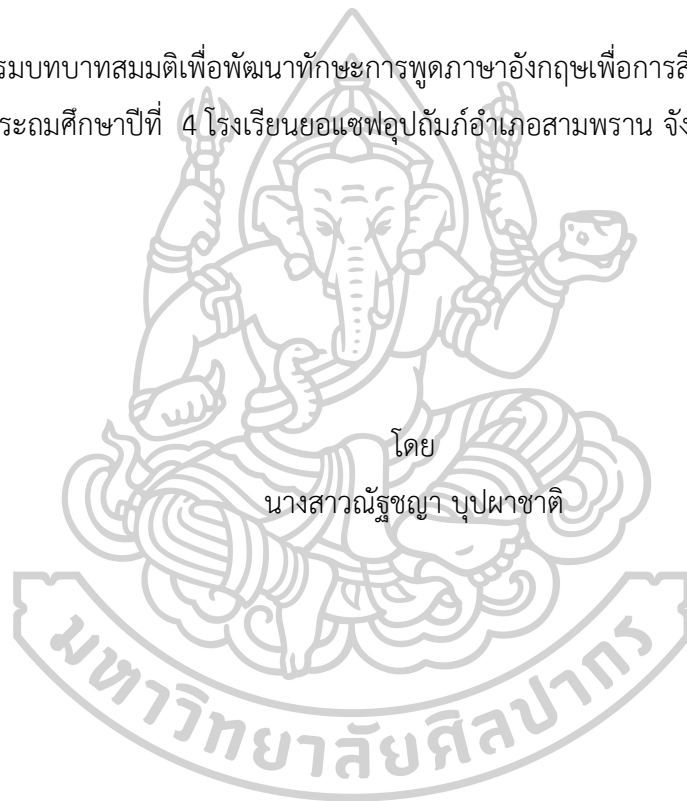 รมบทบาทสมมติเพื่อพัฒนาทักษะการพูดภาษาอังกฤษเพื่อการสื
ระถมศึกษาปีที่ 4 โรงเรียนยอแซฟอุปถัมภ์อำเภอสามพราน จัง
โดย
นางสาวณัฐชญา บุปผาชาติ
มหาวิทยาลัยศิลปากร